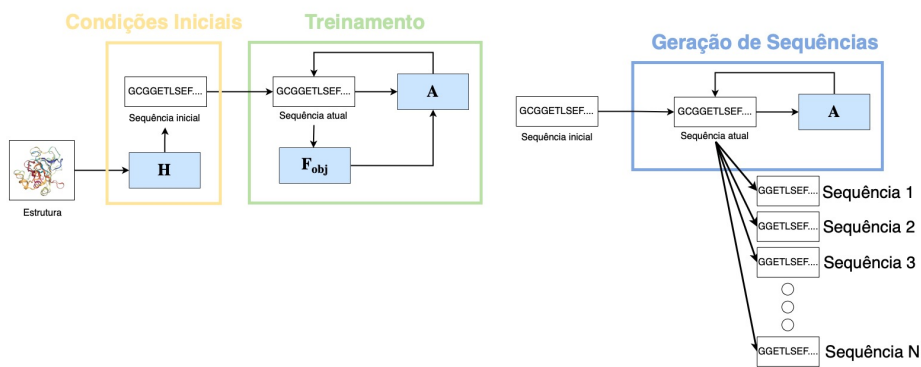 Condições Iniciais
Treinamento
GCGGETLSEF....
Sequência inicial
H
Estrutura
GCGGETLSEF....
Sequência atual
A
F_obj
Geração de Sequências
GCGGETLSEF....
Sequência inicial
GCGGETLSEF....
Sequência atual
A
GGETLSEF....
Sequência 1
GGETLSEF....
Sequência 2
GGETLSEF....
Sequência 3
GGETLSEF....
Sequência N